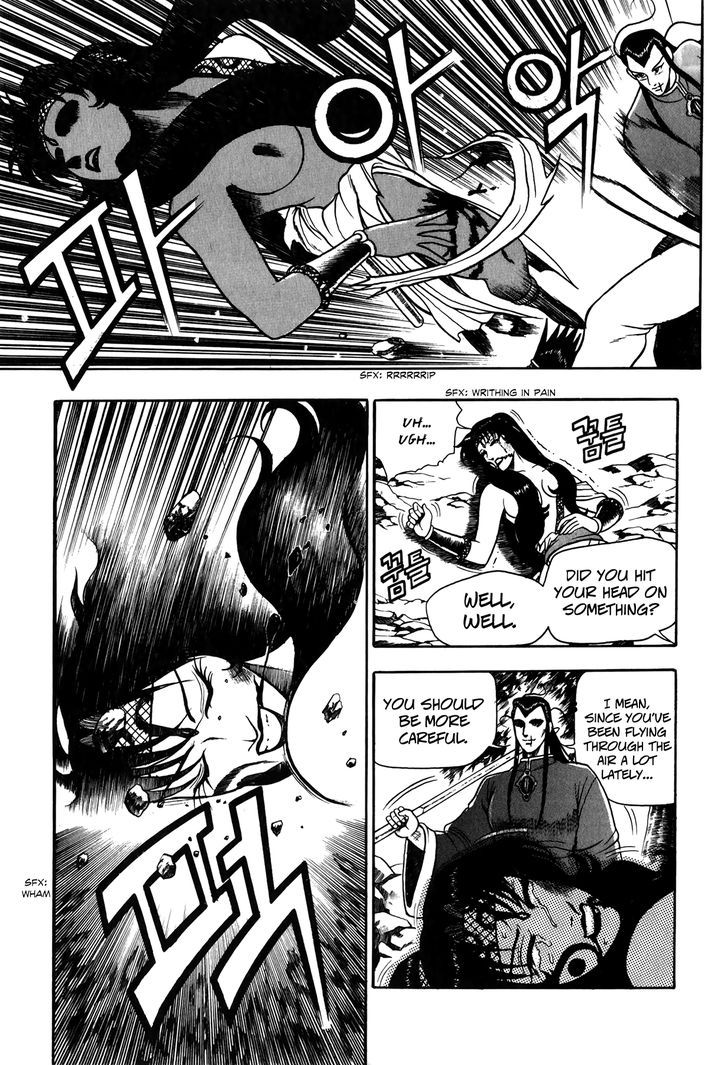 파아악
SFX: RRRRRRIP
SFX: WRITHING IN PAIN
퍽
SFX:
WHAM
UH...
UGH...
꿈틀
꿈틀
WELL,
WELL.
DID YOU HIT
YOUR HEAD ON
SOMETHING?
YOU SHOULD
BE MORE
CAREFUL.
I MEAN,
SINCE YOU'VE
BEEN FLYING
THROUGH THE
AIR A LOT
LATELY...